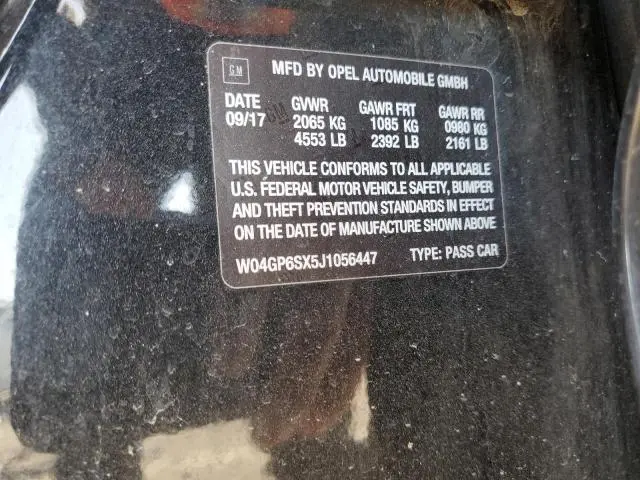 GM MFD BY OPEL AUTOMOBILE GMBH
DATE GVWR GAWR FRT GAWR RR
09/17 2065 KG 1085 KG 0980 KG
4553 LB 2392 LB 2161 LB
THIS VEHICLE CONFORMS TO ALL APPLICABLE
U.S. FEDERAL MOTOR VEHICLE SAFETY, BUMPER
AND THEFT PREVENTION STANDARDS IN EFFECT
ON THE DATE OF MANUFACTURE SHOWN ABOVE
W04GP6SX5J1056447 TYPE: PASS CAR